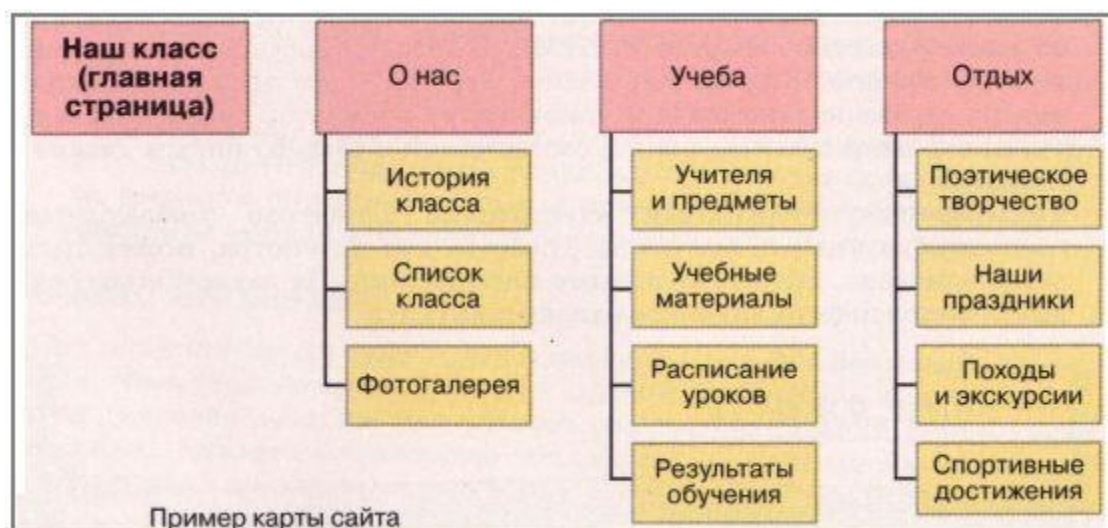 Наш класс
(главная
страница)
О нас
Учеба
Отдых
История
класса
Список
класса
Фотогалерея
Учителя
и предметы
Учебные
материалы
Расписание
уроков
Результаты
обучения
Поэтическое
творчество
Наши
праздники
Походы
и экскурсии
Спортивные
достижения
Пример карты сайта